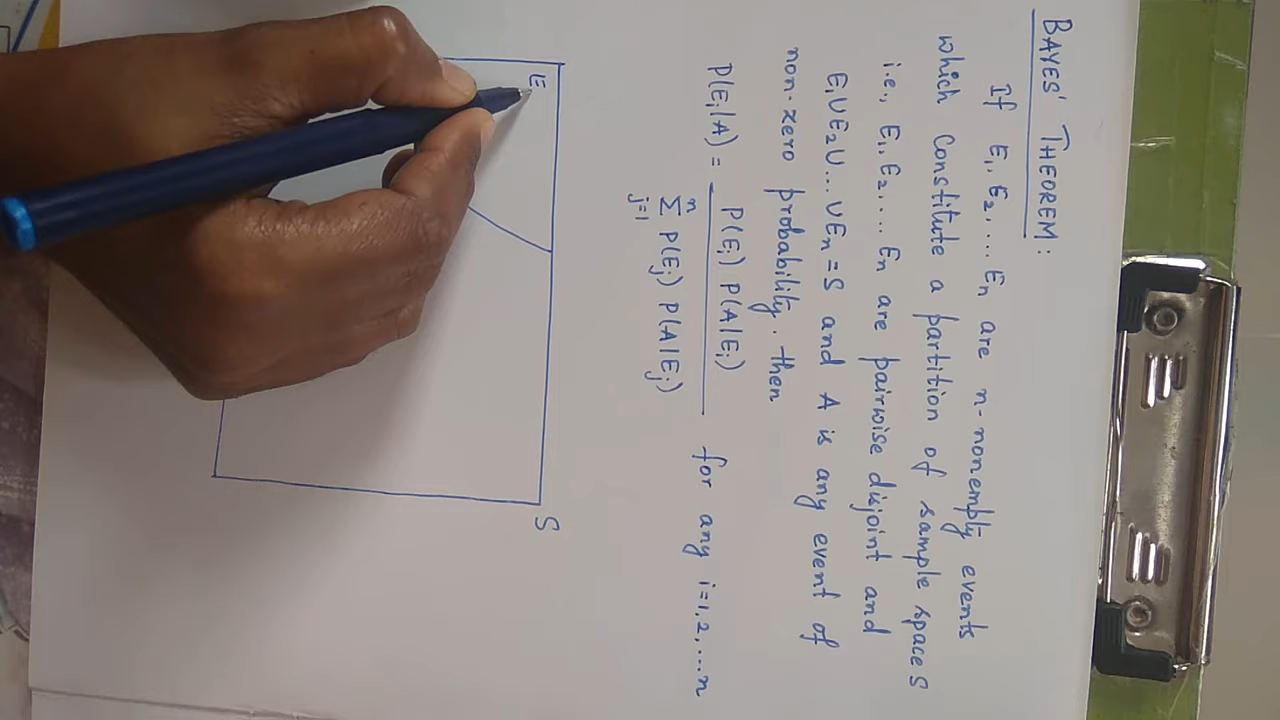 BAYES' THEOREM:
If E₁, E₂, ... Eₙ are n-nonempty events
which constitute a partition of sample space S
i.e., E₁, E₂, ... Eₙ are pairwise disjoint and
E₁∪E₂∪...∪Eₙ=S and A is any event of
non-zero probability. then
P(Eᵢ|A) = P(Eᵢ) P(A|Eᵢ) / Σⁿⱼ₌₁ P(Eⱼ) P(A|Eⱼ) for any i=1,2,...n
E S